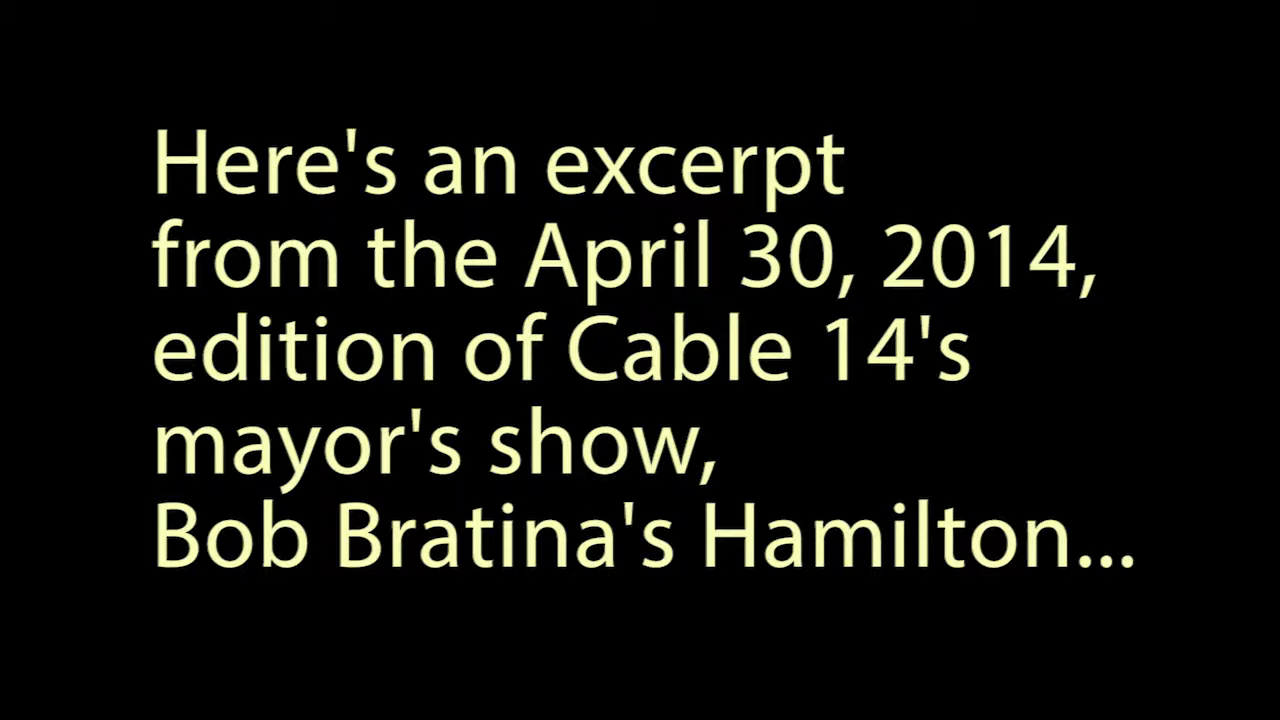 Here's an excerpt
from the April 30, 2014,
edition of Cable 14's
mayor's show,
Bob Bratina's Hamilton...